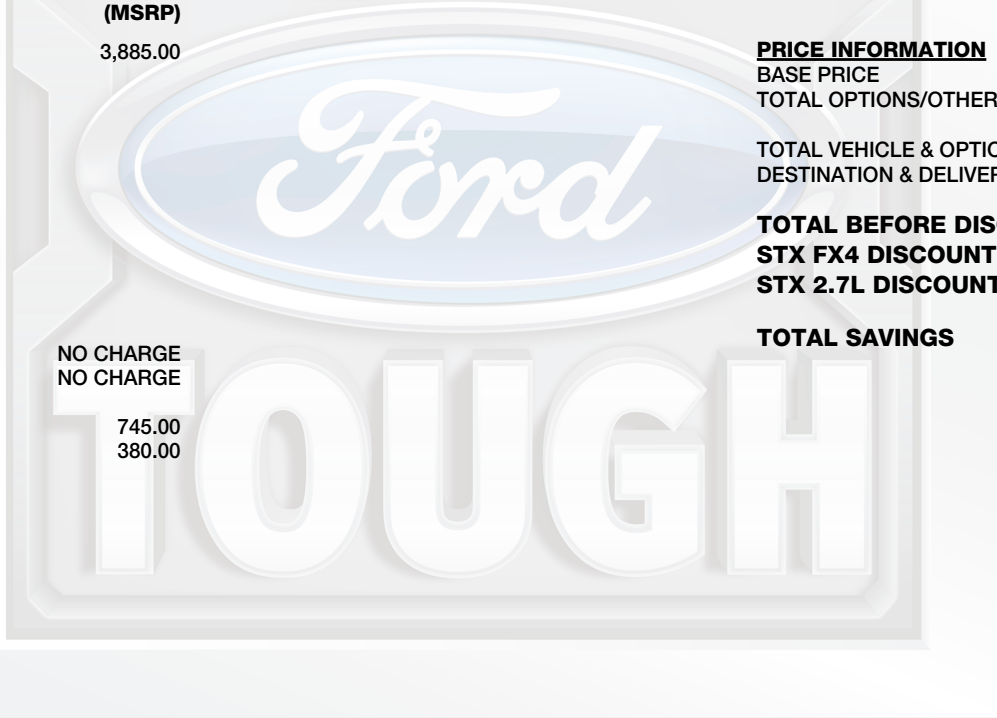 (MSRP)
3,885.00
NO CHARGE
NO CHARGE
745.00
380.00
PRICE INFORMATION
BASE PRICE
TOTAL OPTIONS/OTHER
TOTAL VEHICLE & OPTIO
DESTINATION & DELIVER
TOTAL BEFORE DIS
STX FX4 DISCOUNT
STX 2.7L DISCOUNT
TOTAL SAVINGS
Ford
TOUGH